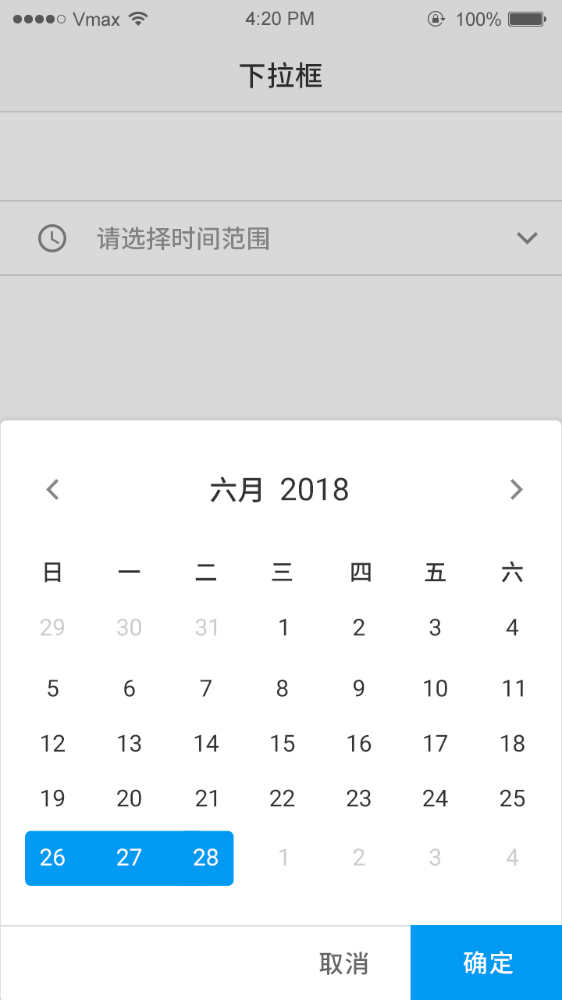 Vmax 4:20 PM 100%
下拉框
请选择时间范围
六月 2018
日 一 二 三 四 五 六
29 30 31 1 2 3 4
5 6 7 8 9 10 11
12 13 14 15 16 17 18
19 20 21 22 23 24 25
26 27 28 1 2 3 4
取消 确定